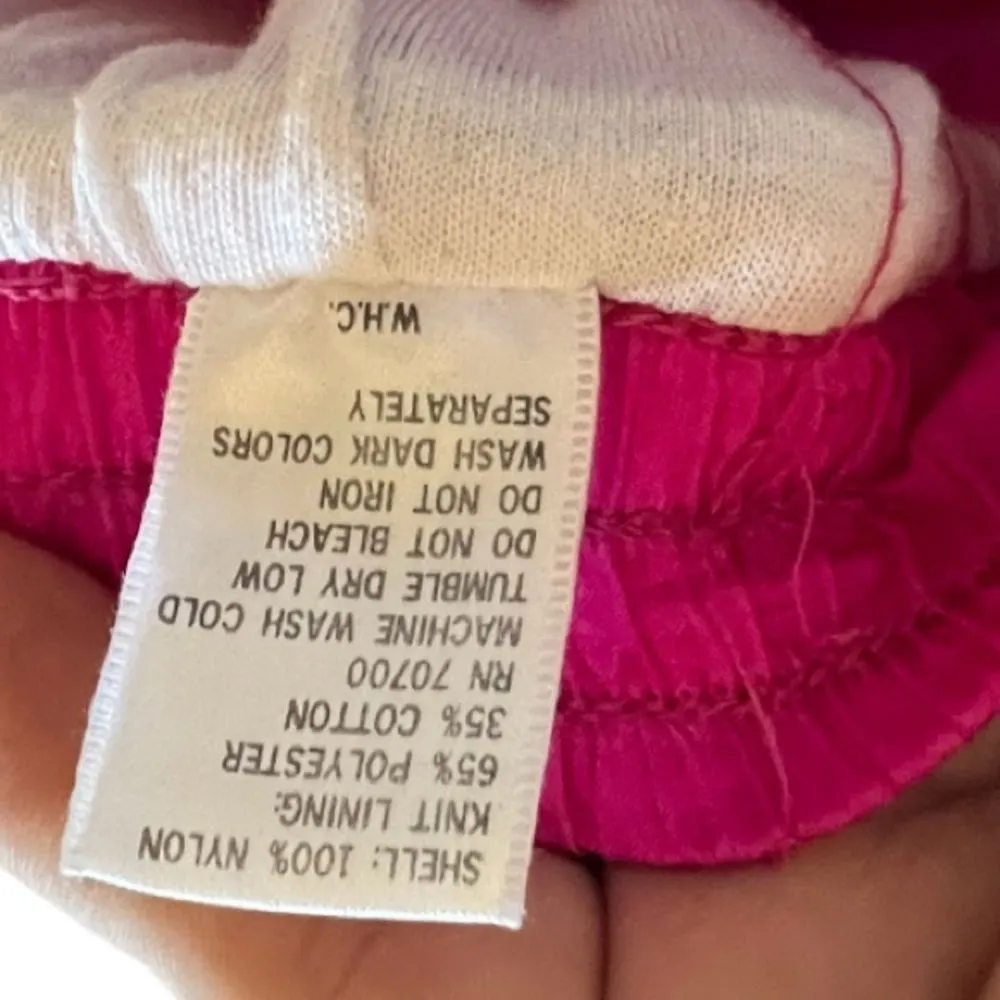 SHELL: 100% NYLON
KNIT LINING:
65% POLYESTER
35% COTTON
RN 70700
MACHINE WASH COLD
TUMBLE DRY LOW
DO NOT BLEACH
DO NOT IRON
WASH DARK COLORS
SEPARATELY
W.H.C.